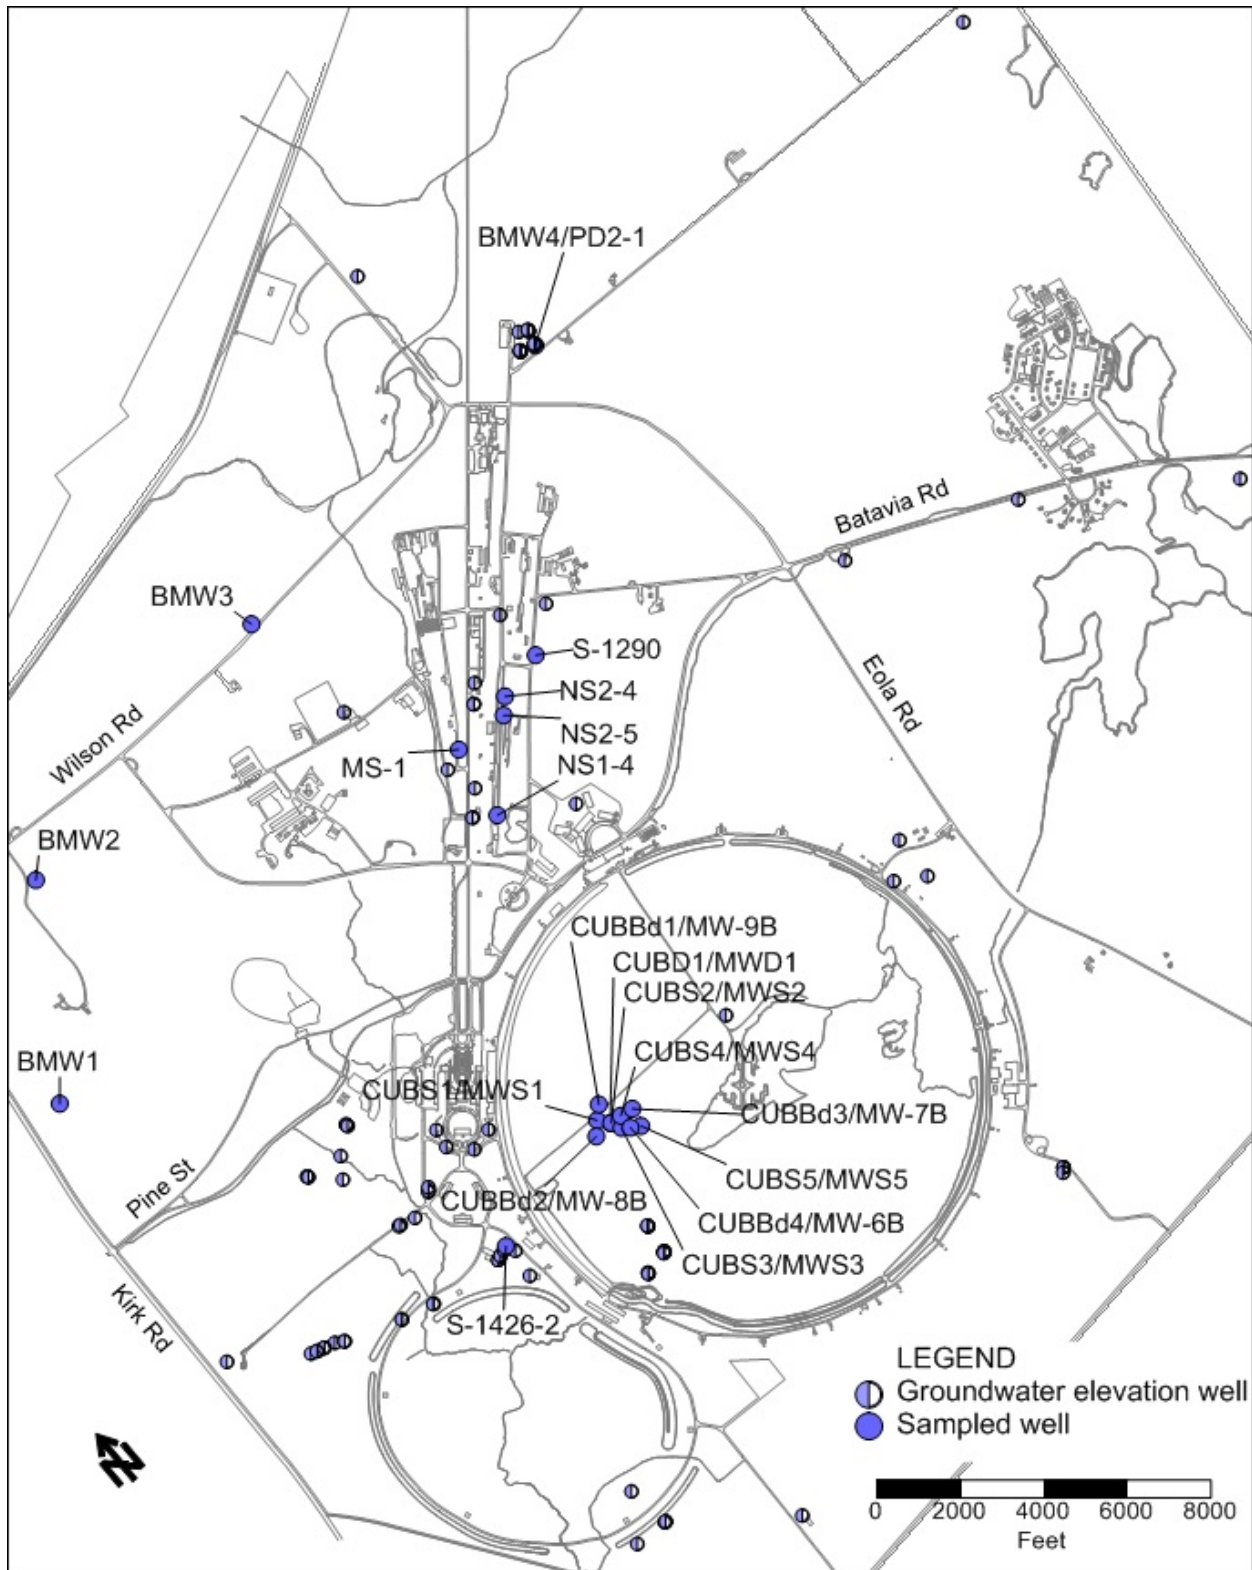 BMW4/PD2-1
Batavia Rd
BMW3
S-1290
Eola Rd
NS2-4
Wilson Rd
NS2-5
MS-1
NS1-4
BMW2
CUBBd1/MW-9B
CUBD1/MWD1
CUBS2/MWS2
CUBS4/MWS4
BMW1
CUBS1/MWS1
CUBBd3/MW-7B
Pine St
CUBS5/MWS5
CUBBd2/MW-8B
CUBBd4/MW-6B
CUBS3/MWS3
Kirk Rd
S-1426-2
LEGEND
Groundwater elevation well
Sampled well
N
0 2000 4000 6000 8000
Feet